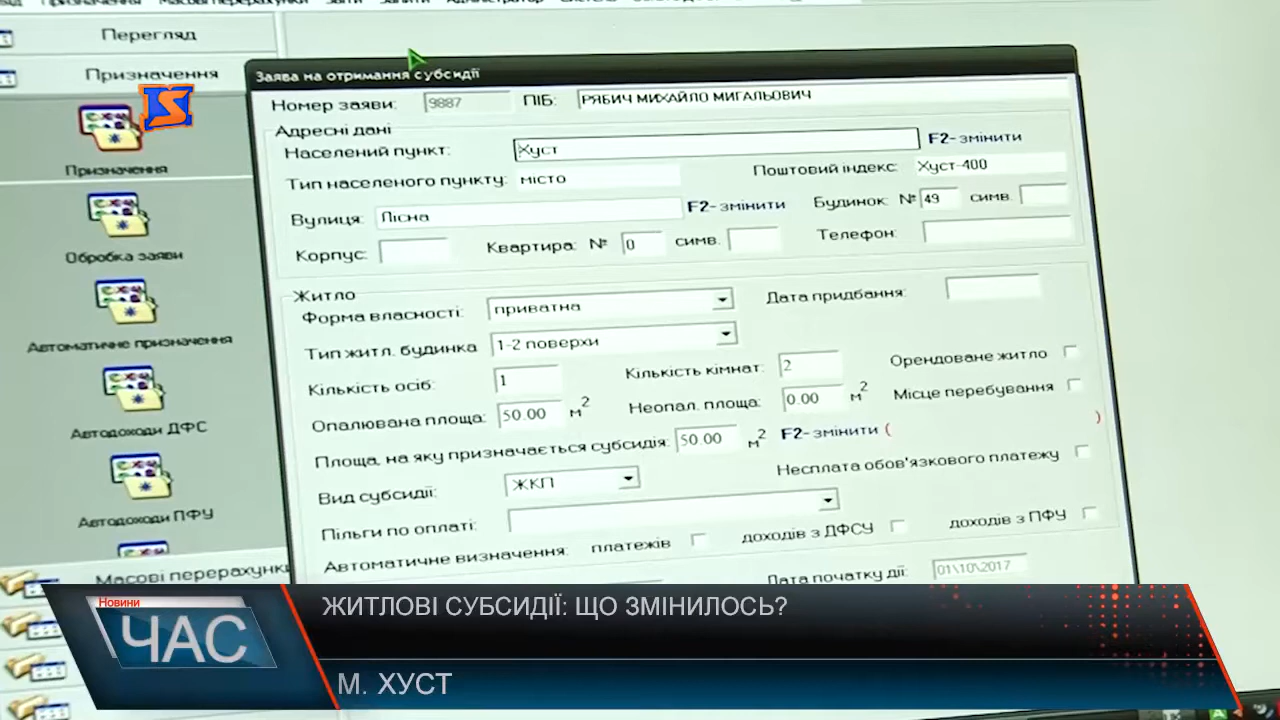 Перегляд
Призначення
Призначення
Обробка заяви
Автоматичне призначення
Автодоходи ДФС
Автодоходи ПФУ
Масові перерахунки
Заява на отримання субсидії
Номер заяви: 9887 ПІБ: РЯБИЧ МИХАЙЛО МИГАЛЬОВИЧ
Адресні дані
Населений пункт: Хуст F2- змінити
Тип населеного пункту: місто Поштовий індекс: Хуст-400
Вулиця: Лісна F2- змінити Будинок: № 49 симв.
Корпус: Квартира: № 0 симв. Телефон:
Житло
Форма власності: приватна Дата придбання:
Тип житл. будинка 1-2 поверхи
Кількість осіб: 1 Кількість кімнат: 2 Орендоване житло
Опалювана площа: 50.00 м2 Неопал. площа: 0.00 м2 Місце перебування
Площа, на яку призначається субсидія: 50.00 м2 F2- змінити ( )
Вид субсидії: ЖКП Несплата обов'язкового платежу
Пільги по оплаті:
Автоматичне визначення: платежів доходів з ДФСУ доходів з ПФУ
Дата початку дії: 01\10\2017
Новини
ЧАС
ЖИТЛОВІ СУБСИДІЇ: ЩО ЗМІНИЛОСЬ?
М. ХУСТ